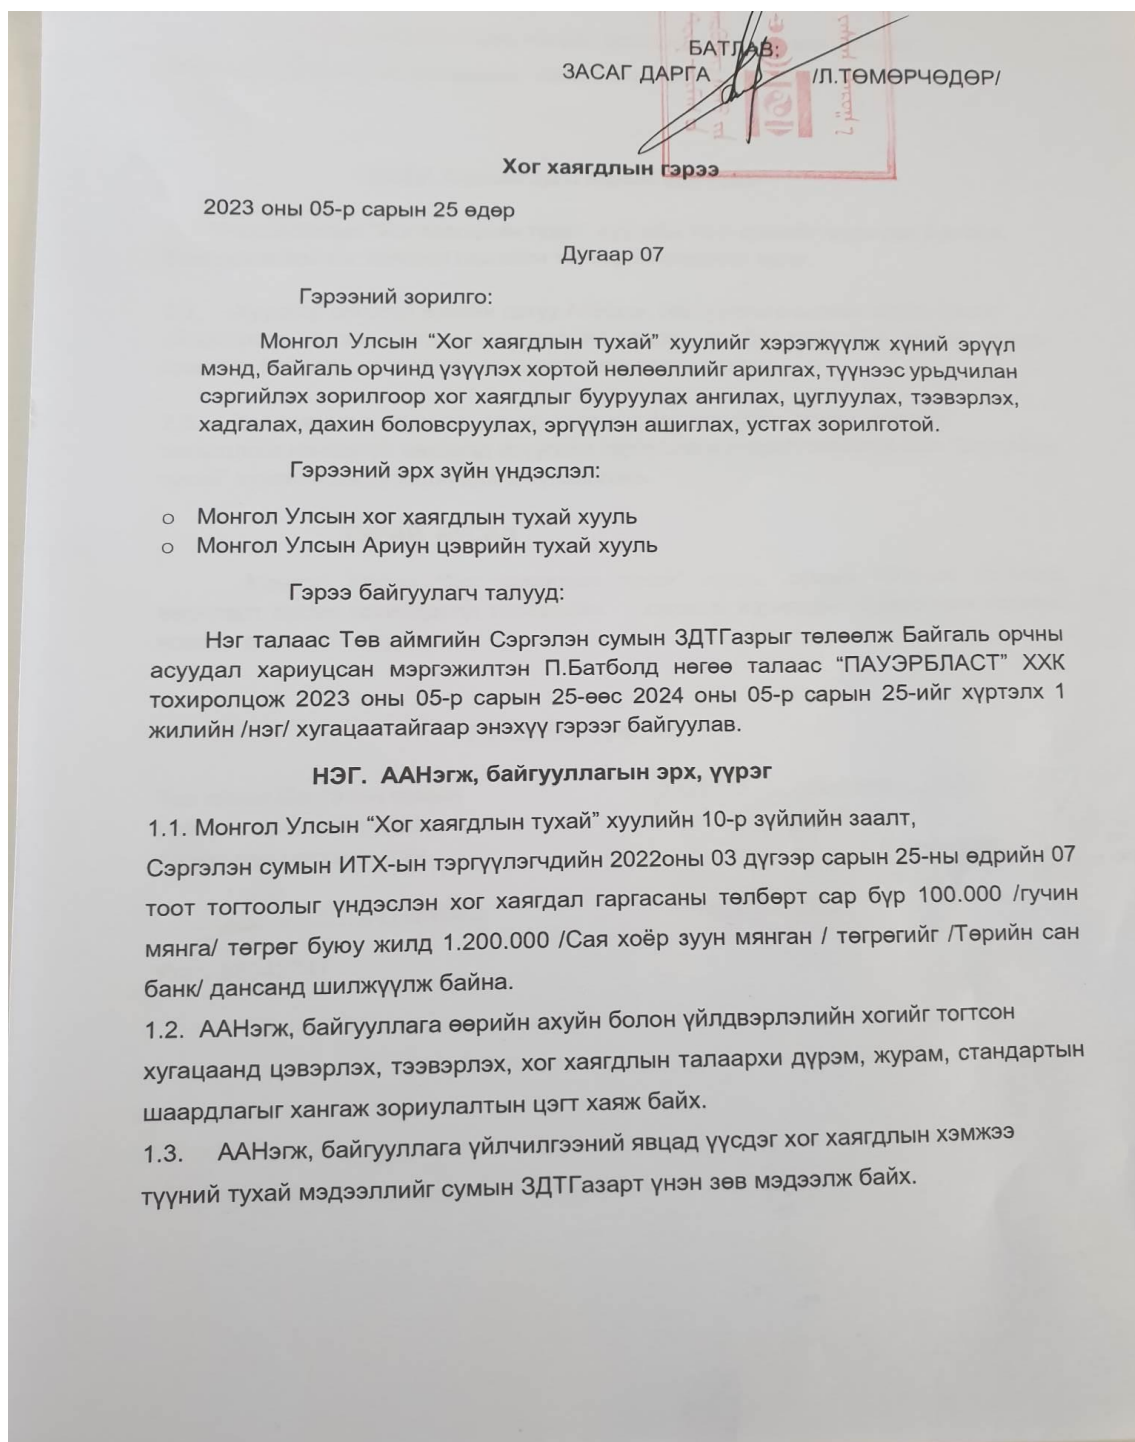 БАТЛАВ:
ЗАСАГ ДАРГА /Л.ТӨМӨРЧӨДӨР/
Хог хаягдлын гэрээ
2023 оны 05-р сарын 25 өдөр
Дугаар 07
Гэрээний зорилго:
Монгол Улсын “Хог хаягдлын тухай” хуулийг хэрэгжүүлж хүний эрүүл
мэнд, байгаль орчинд үзүүлэх хортой нөлөөллийг арилгах, түүнээс урьдчилан
сэргийлэх зорилгоор хог хаягдлыг бууруулах ангилах, цуглуулах, тээвэрлэх,
хадгалах, дахин боловсруулах, эргүүлэн ашиглах, устгах зорилготой.
Гэрээний эрх зүйн үндэслэл:
o Монгол Улсын хог хаягдлын тухай хууль
o Монгол Улсын Ариун цэврийн тухай хууль
Гэрээ байгуулагч талууд:
Нэг талаас Төв аймгийн Сэргэлэн сумын ЗДТГазрыг төлөөлж Байгаль орчны
асуудал хариуцсан мэргэжилтэн П.Батболд нөгөө талаас “ПАУЭРБЛАСТ” ХХК
тохиролцож 2023 оны 05-р сарын 25-өөс 2024 оны 05-р сарын 25-ийг хүртэлх 1
жилийн /нэг/ хугацаатайгаар энэхүү гэрээг байгуулав.
НЭГ. ААНэгж, байгууллагын эрх, үүрэг
1.1. Монгол Улсын “Хог хаягдлын тухай” хуулийн 10-р зүйлийн заалт,
Сэргэлэн сумын ИТХ-ын тэргүүлэгчдийн 2022оны 03 дүгээр сарын 25-ны өдрийн 07
тоот тогтоолыг үндэслэн хог хаягдал гаргасаны төлбөрт сар бүр 100.000 /гучин
мянга/ төгрөг буюу жилд 1.200.000 /Сая хоёр зуун мянган / төгрөгийг /Төрийн сан
банк/ дансанд шилжүүлж байна.
1.2. ААНэгж, байгууллага өөрийн ахуйн болон үйлдвэрлэлийн хогийг тогтсон
хугацаанд цэвэрлэх, тээвэрлэх, хог хаягдлын талаархи дүрэм, журам, стандартын
шаардлагыг хангаж зориулалтын цэгт хаяж байх.
1.3. ААНэгж, байгууллага үйлчилгээний явцад үүсдэг хог хаягдлын хэмжээ
түүний тухай мэдээллийг сумын ЗДТГазарт үнэн зөв мэдээлж байх.